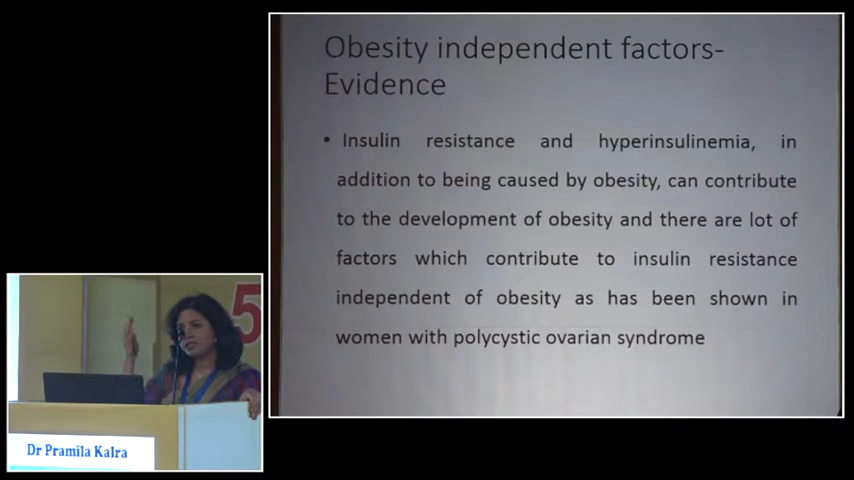 Obesity independent factors-
Evidence
• Insulin resistance and hyperinsulinemia, in
addition to being caused by obesity, can contribute
to the development of obesity and there are lot of
factors which contribute to insulin resistance
independent of obesity as has been shown in
women with polycystic ovarian syndrome
5
Dr Pramila Kalra